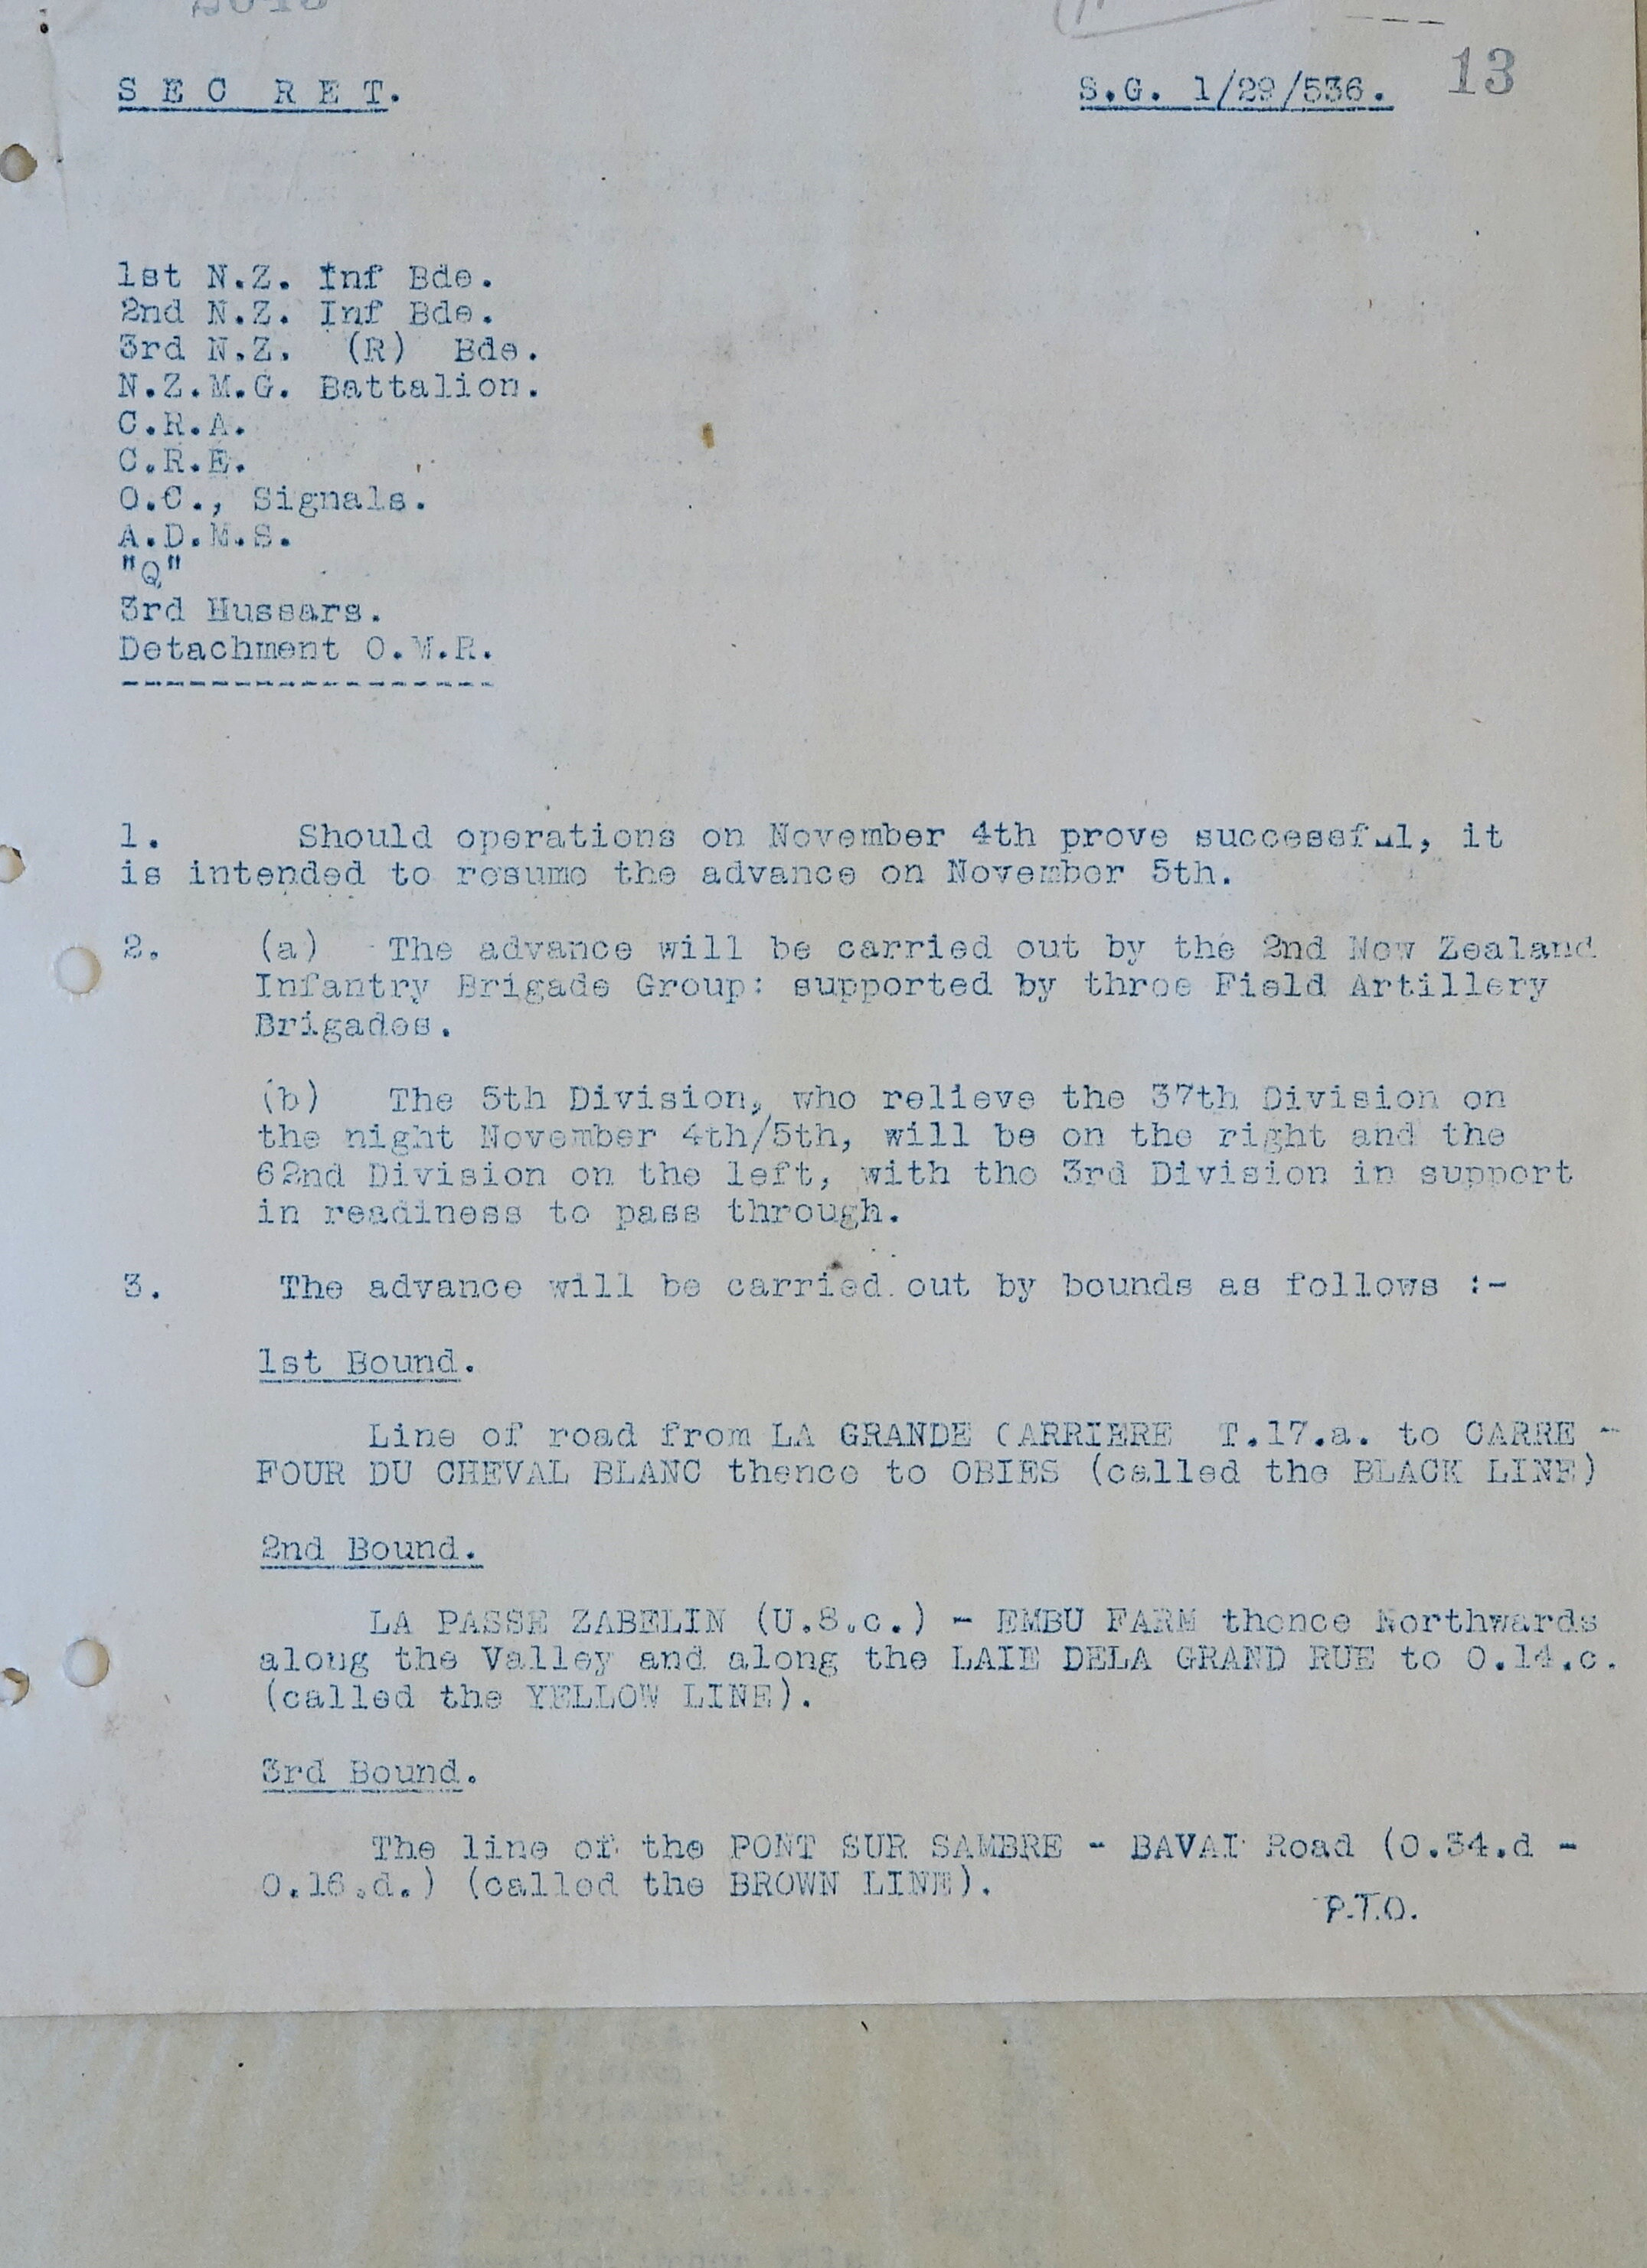 S E C R E T.
S.G. 1/29/536. 13
1st N.Z. Inf Bde.
2nd N.Z. Inf Bde.
3rd N.Z. (R) Bde.
N.Z.M.G. Battalion.
C.R.A.
C.R.E.
O.C., Signals.
A.D.M.S.
"Q"
3rd Hussars.
Detachment O.M.R.
1. Should operations on November 4th prove successful, it
is intended to resume the advance on November 5th.
2. (a) The advance will be carried out by the 2nd New Zealand
Infantry Brigade Group: supported by three Field Artillery
Brigades.
(b) The 5th Division, who relieve the 37th Division on
the night November 4th/5th, will be on the right and the
62nd Division on the left, with the 3rd Division in support
in readiness to pass through.
3. The advance will be carried out by bounds as follows :-
1st Bound.
Line of road from LA GRANDE CARRIERE T.17.a. to CARRE -
FOUR DU CHEVAL BLANC thence to OBIES (called the BLACK LINE)
2nd Bound.
LA PASSE ZABELIN (U.8.c.) - EMBU FARM thence Northwards
aloug the Valley and along the LAIE DELA GRAND RUE to O.14.c.
(called the YELLOW LINE).
3rd Bound.
The line of the PONT SUR SAMBRE - BAVAI Road (O.34.d -
O.16.d.) (called the BROWN LINE).
P.T.O.